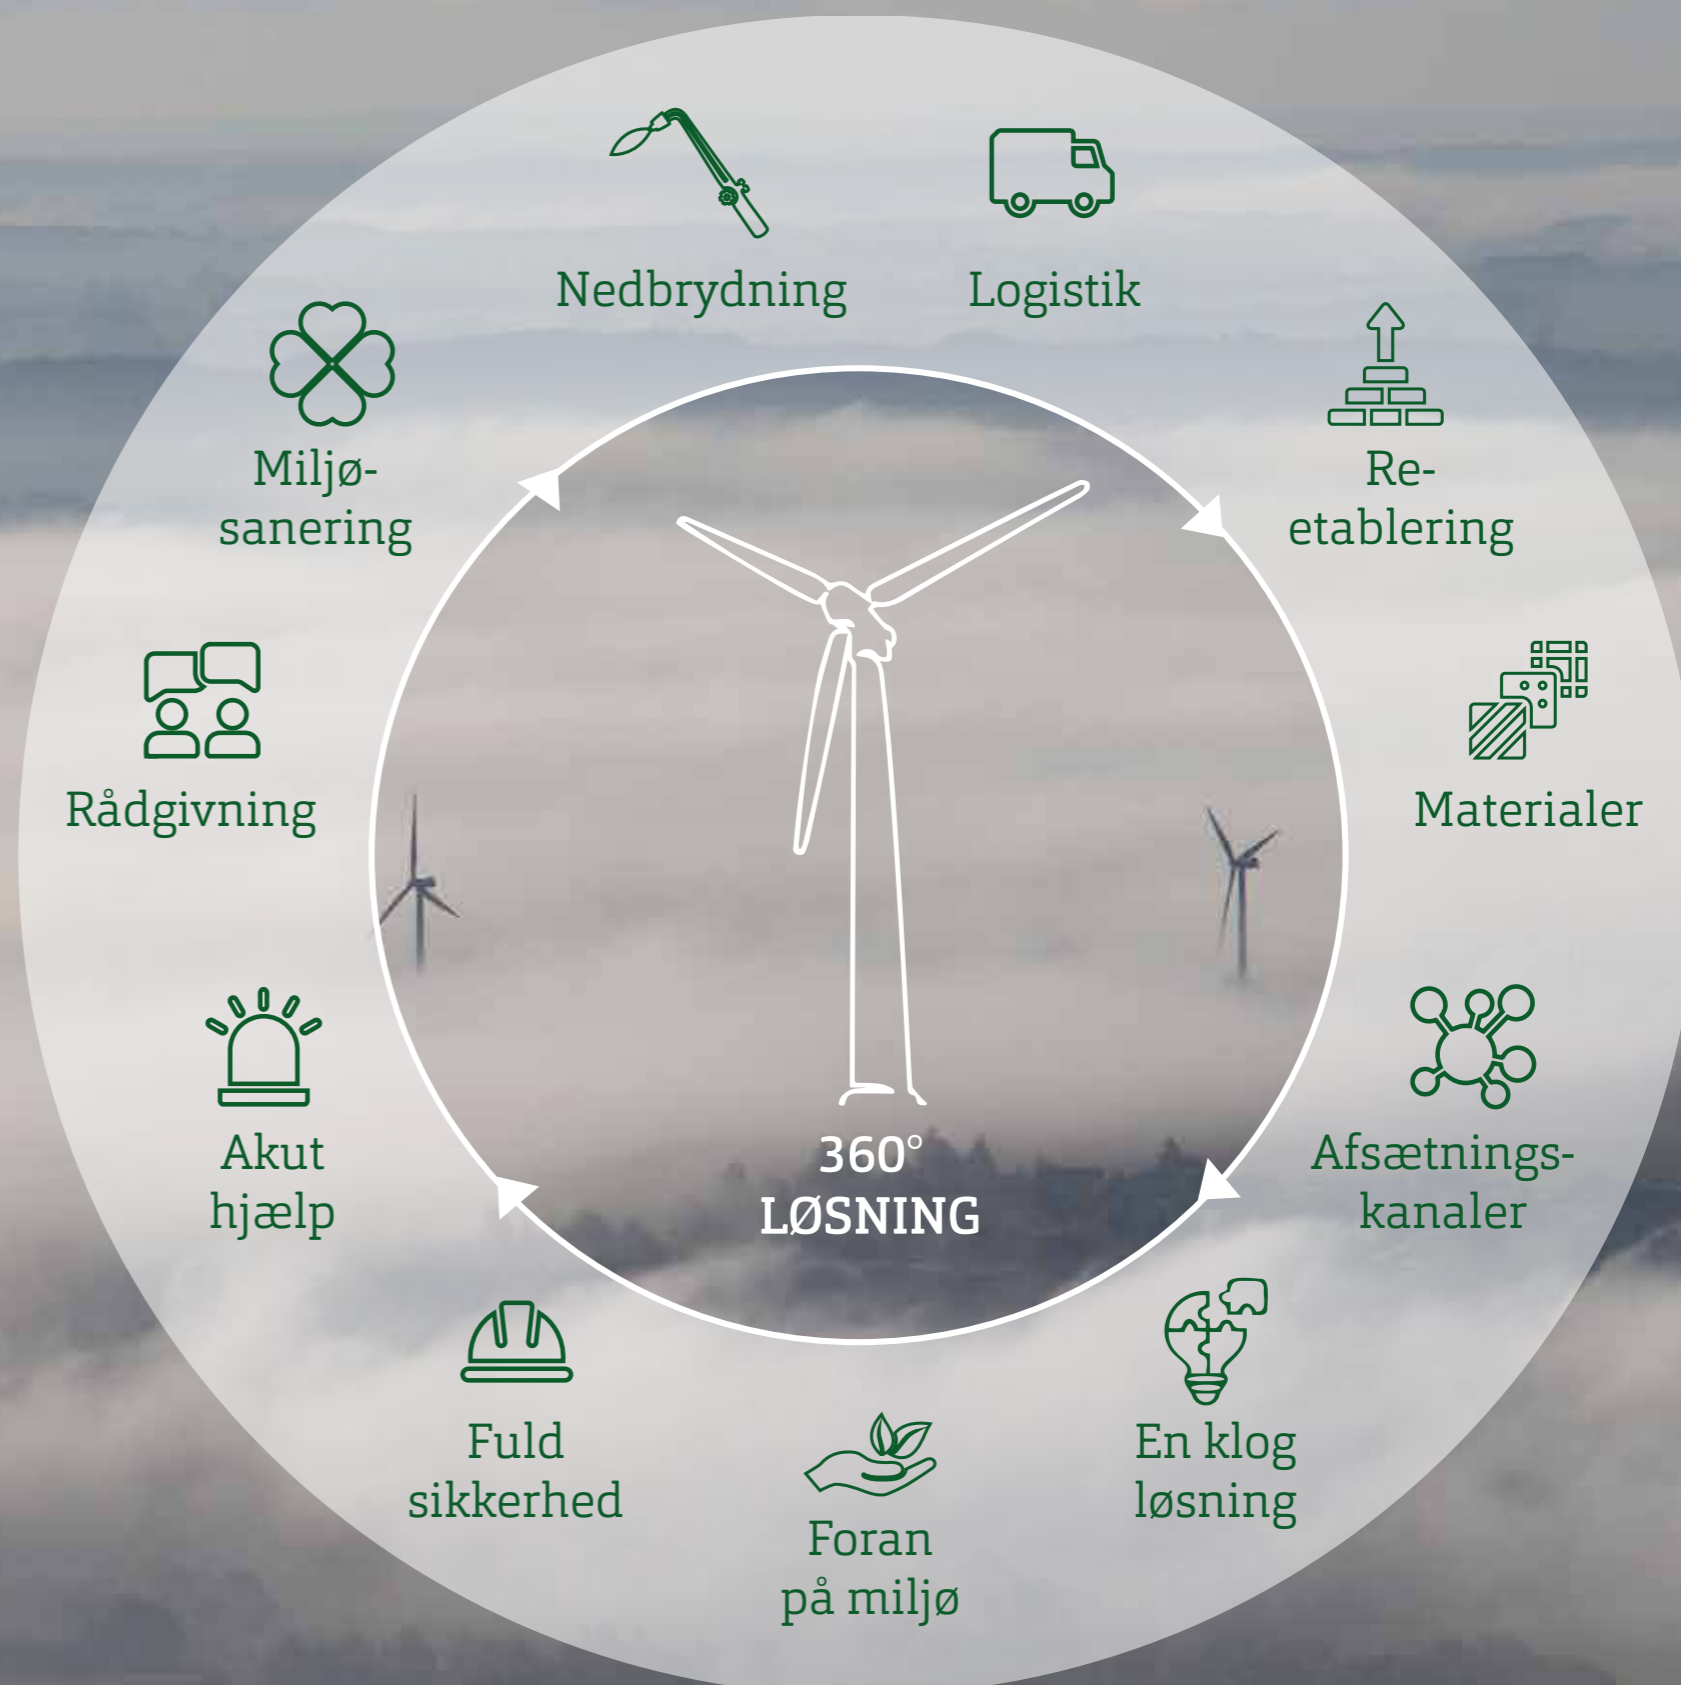 Nedbrydning
Logistik
Miljø-
sanering
Re-
etablering
Rådgivning
Materialer
Akut
hjælp
360°
LØSNING
Afsætnings-
kanaler
Fuld
sikkerhed
En klog
løsning
Foran
på miljø